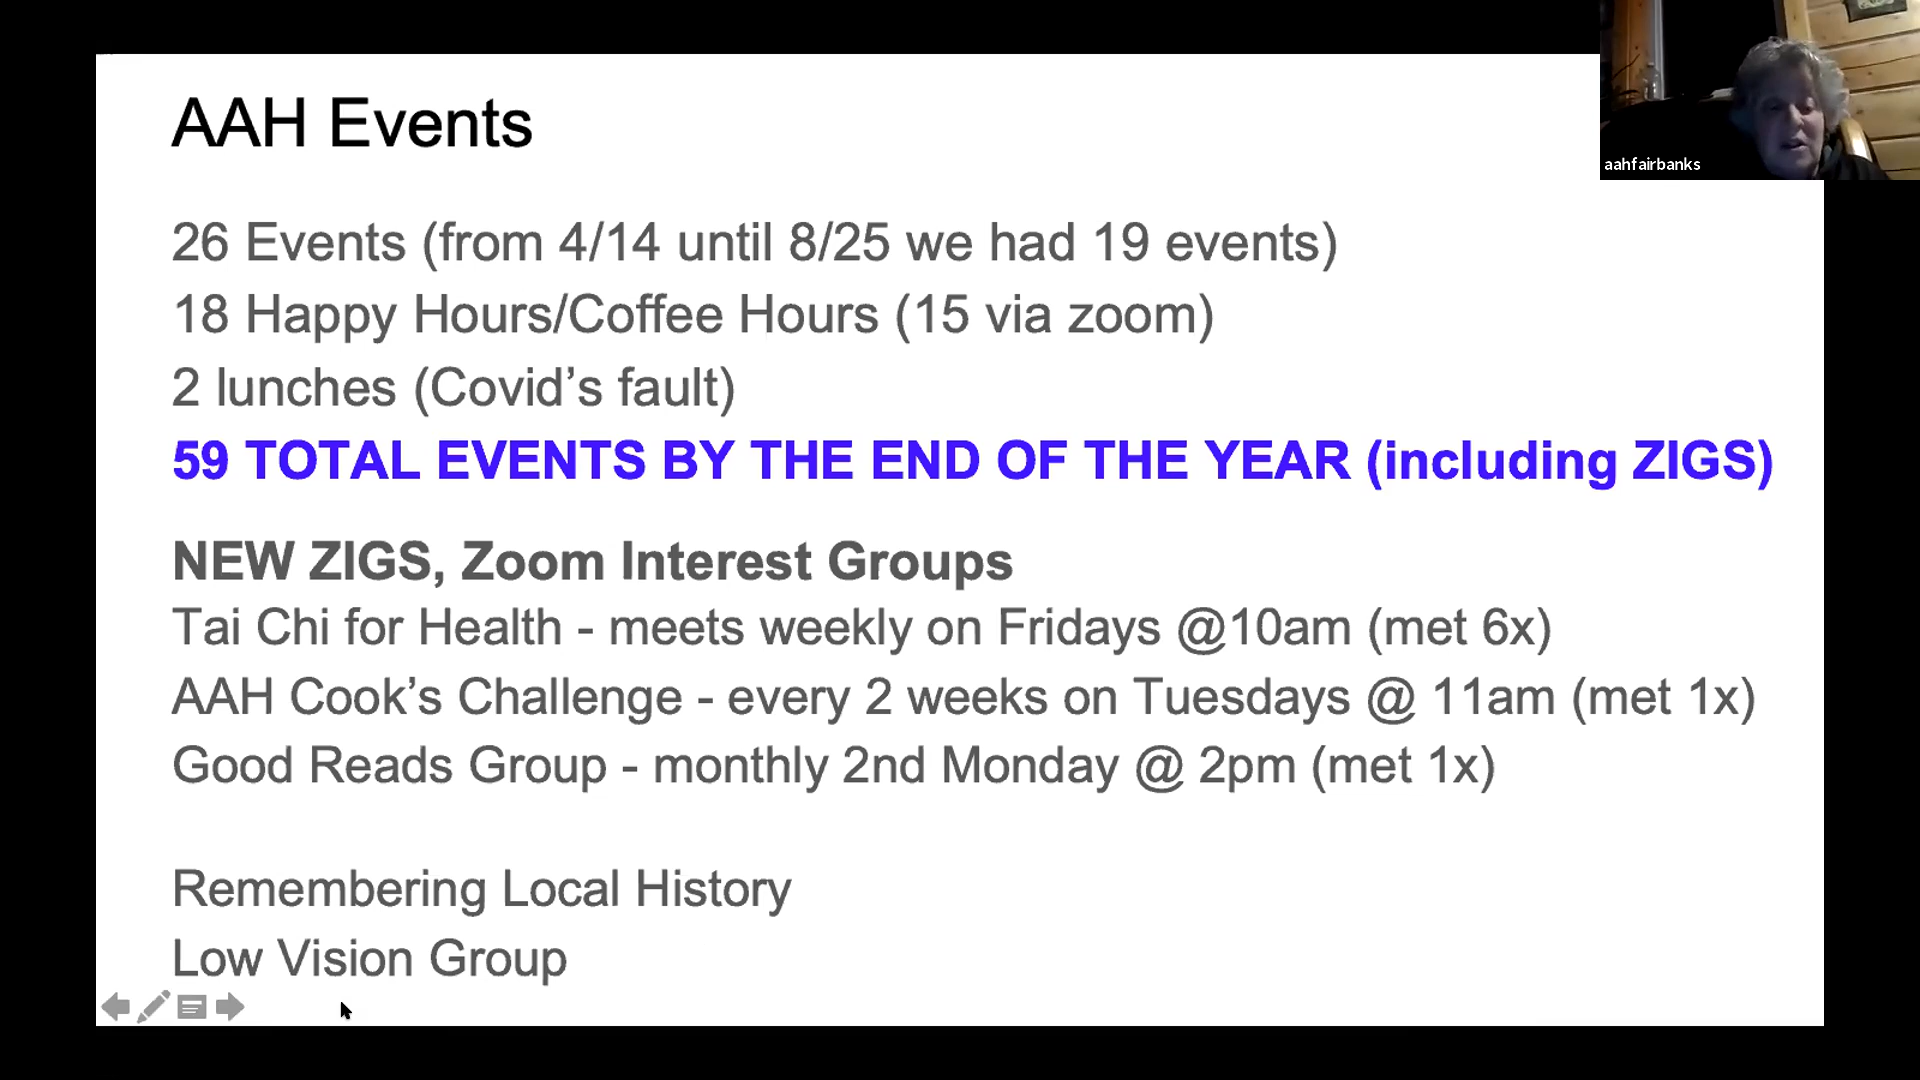 AAH Events
aahfairbanks
26 Events (from 4/14 until 8/25 we had 19 events)
18 Happy Hours/Coffee Hours (15 via zoom)
2 lunches (Covid’s fault)
59 TOTAL EVENTS BY THE END OF THE YEAR (including ZIGS)
NEW ZIGS, Zoom Interest Groups
Tai Chi for Health - meets weekly on Fridays @10am (met 6x)
AAH Cook’s Challenge - every 2 weeks on Tuesdays @ 11am (met 1x)
Good Reads Group - monthly 2nd Monday @ 2pm (met 1x)
Remembering Local History
Low Vision Group